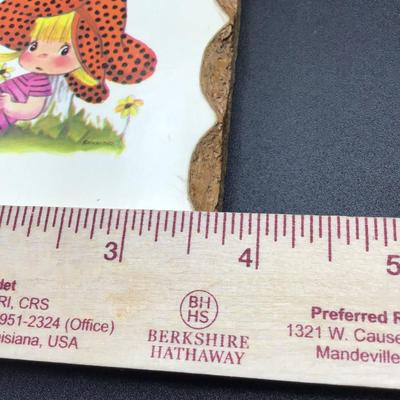 3 4 5
det
RI, CRS
951-2324 (Office)
isiana, USA
BH
HS
BERKSHIRE
HATHAWAY
Preferred R
1321 W. Cause
Mandeville